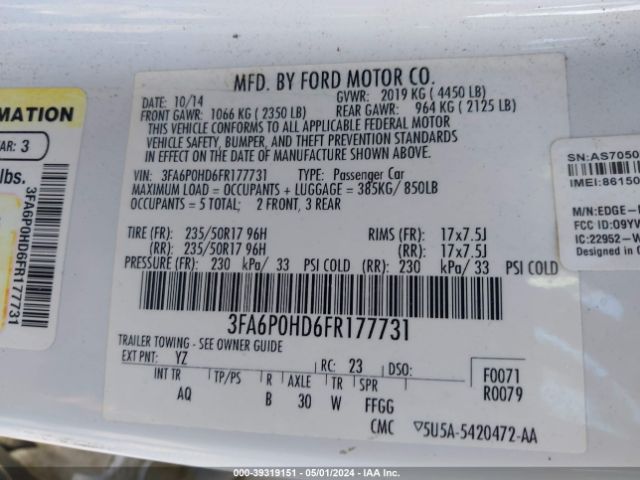 MFD. BY FORD MOTOR CO.
DATE: 10/14 GVWR: 2019 KG ( 4450 LB)
FRONT GAWR: 1066 KG ( 2350 LB) REAR GAWR: 964 KG ( 2125 LB)
THIS VEHICLE CONFORMS TO ALL APPLICABLE FEDERAL MOTOR
VEHICLE SAFETY, BUMPER, AND THEFT PREVENTION STANDARDS
IN EFFECT ON THE DATE OF MANUFACTURE SHOWN ABOVE.
VIN: 3FA6P0HD6FR177731 TYPE: Passenger Car
MAXIMUM LOAD = OCCUPANTS + LUGGAGE = 385KG/ 850LB
OCCUPANTS: 5 TOTAL; 2 FRONT, 3 REAR
TIRE (FR): 235/50R17 96H RIMS (FR): 17x7.5J
(RR): 235/50R17 96H (RR): 17x7.5J
PRESSURE (FR): 230 kPa/ 33 PSI COLD (RR): 230 kPa/ 33 PSI COLD
3FA6P0HD6FR177731
TRAILER TOWING - SEE OWNER GUIDE
EXT PNT: YZ RC: 23 DSO: F0071
INT TR TP/PS R AXLE TR SPR R0079
AQ B 30 W FFGG
CMC ▽5U5A-5420472-AA
RMATION
AR: 3
lbs.
3FA6P0HD6FR177731
SN:AS7050
IMEI:86150
M/N:EDGE-
FCC ID:O9YV
IC:22952-W
Designed in
000-39319151 - 05/01/2024 - IAA Inc.